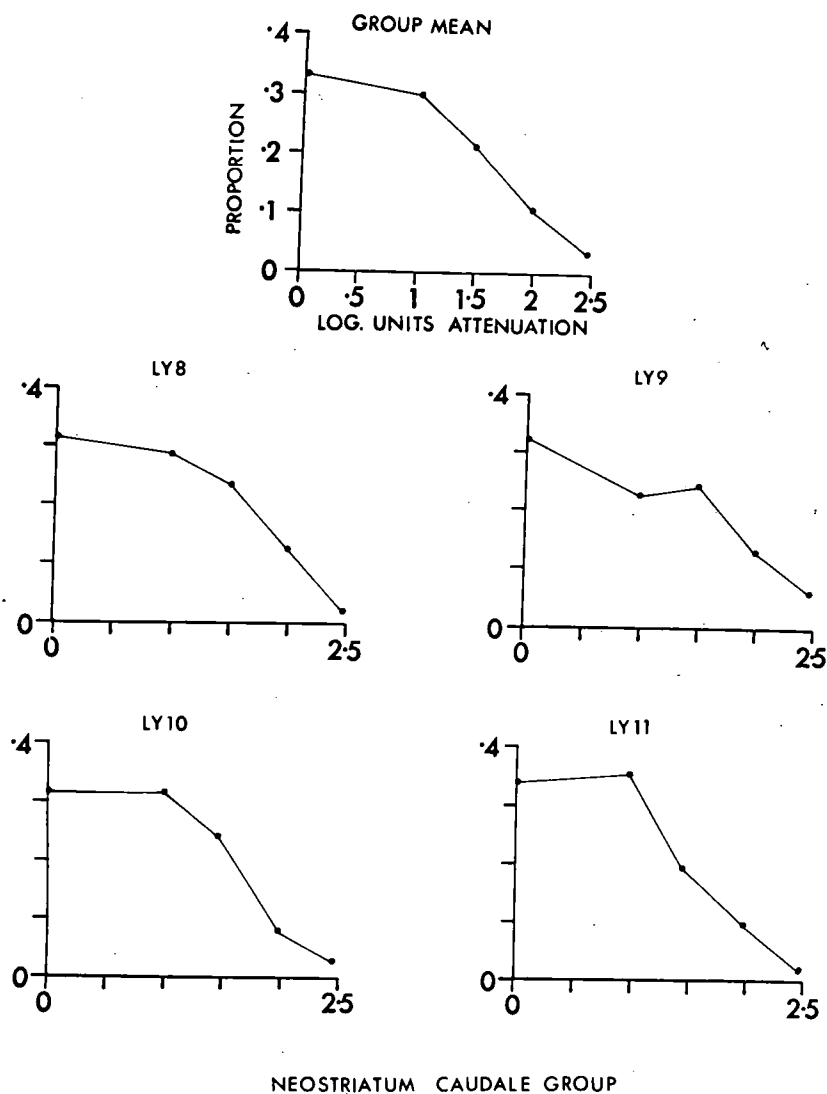 GROUP MEAN
·4
·3
·2
·1
0
PROPORTION
0 ·5 1 1·5 2 2·5
LOG. UNITS ATTENUATION
LY8
·4
0
0 2·5
LY9
·4
0
0 2·5
LY10
·4
0
0 2·5
LY11
·4
0
0 2·5
NEOSTRIATUM CAUDALE GROUP